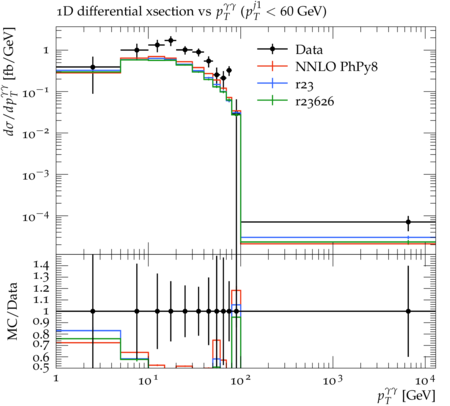 1D differential xsection vs p_T^{γγ} (p_T^{j1} < 60 GeV)
dσ/dp_T^{γγ} [fb/GeV]
1
10^{−1}
10^{−2}
10^{−3}
10^{−4}
Data
NNLO PhPy8
r23
r23626
MC/Data
1.4
1.3
1.2
1.1
1
0.9
0.8
0.7
0.6
0.5
1
10^1
10^2
10^3
10^4
p_T^{γγ} [GeV]